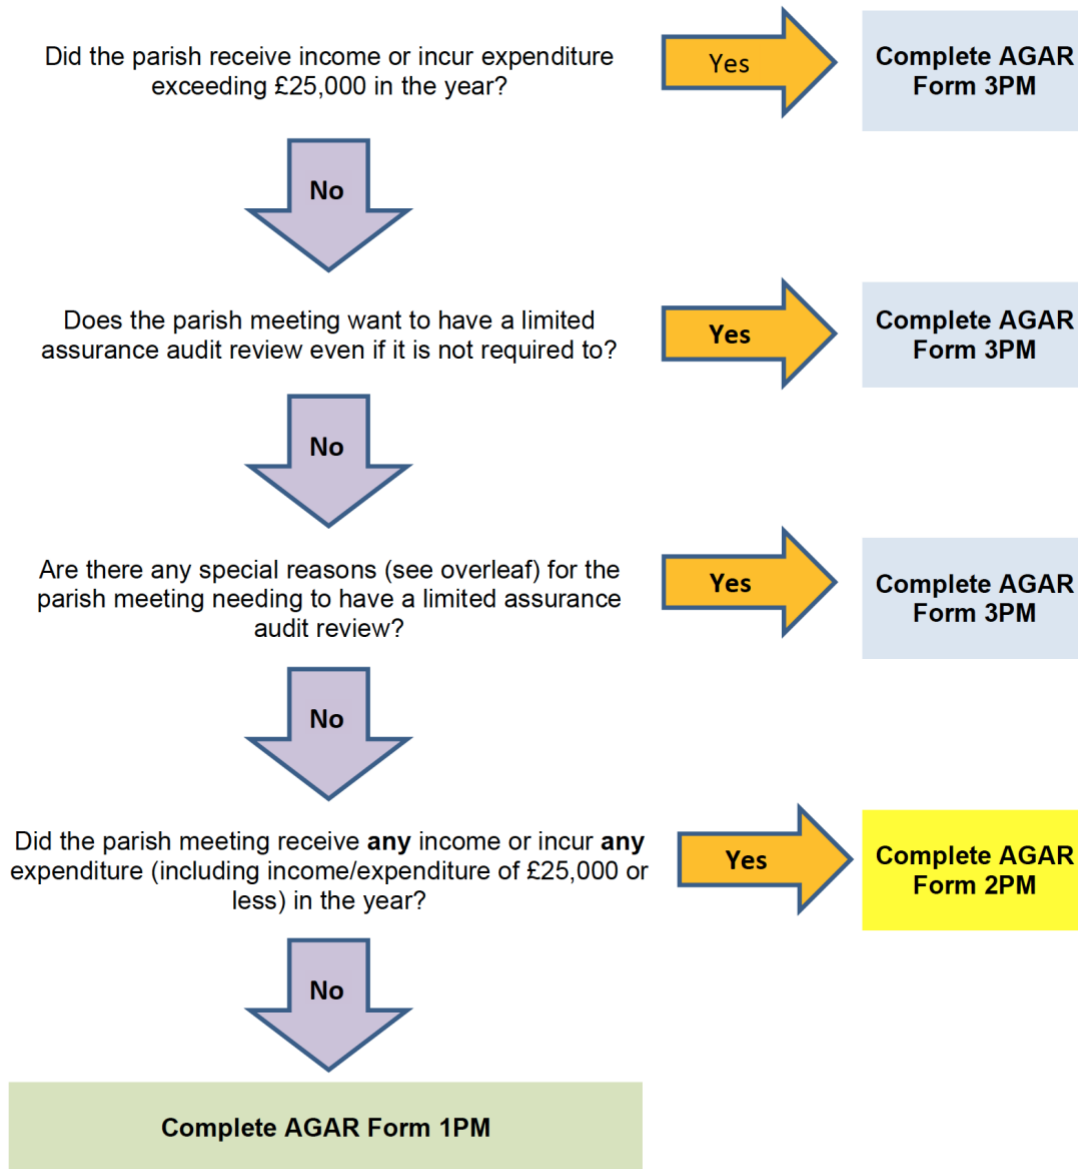 Did the parish receive income or incur expenditure
exceeding £25,000 in the year?
Yes
Complete AGAR
Form 3PM
No
Does the parish meeting want to have a limited
assurance audit review even if it is not required to?
Yes
Complete AGAR
Form 3PM
No
Are there any special reasons (see overleaf) for the
parish meeting needing to have a limited assurance
audit review?
Yes
Complete AGAR
Form 3PM
No
Did the parish meeting receive any income or incur any
expenditure (including income/expenditure of £25,000 or
less) in the year?
Yes
Complete AGAR
Form 2PM
No
Complete AGAR Form 1PM